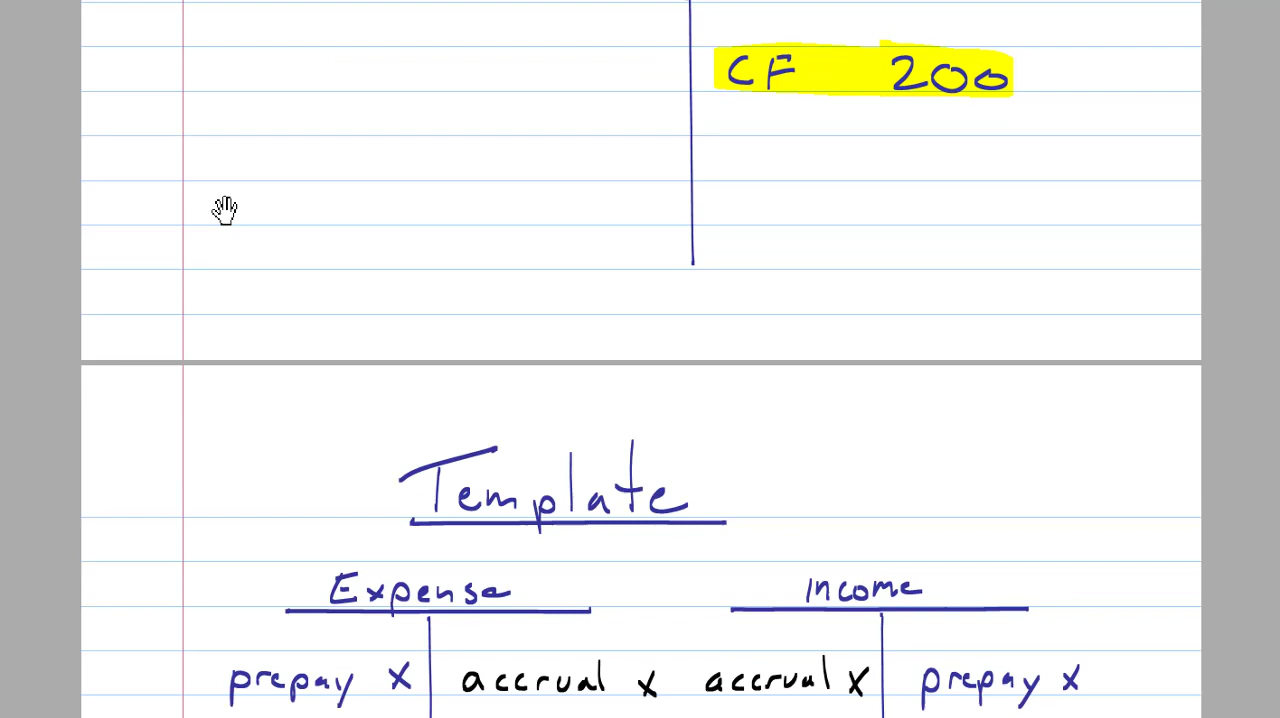 CF 200
Template
Expense Income
prepay x accrual x accrual x prepay x